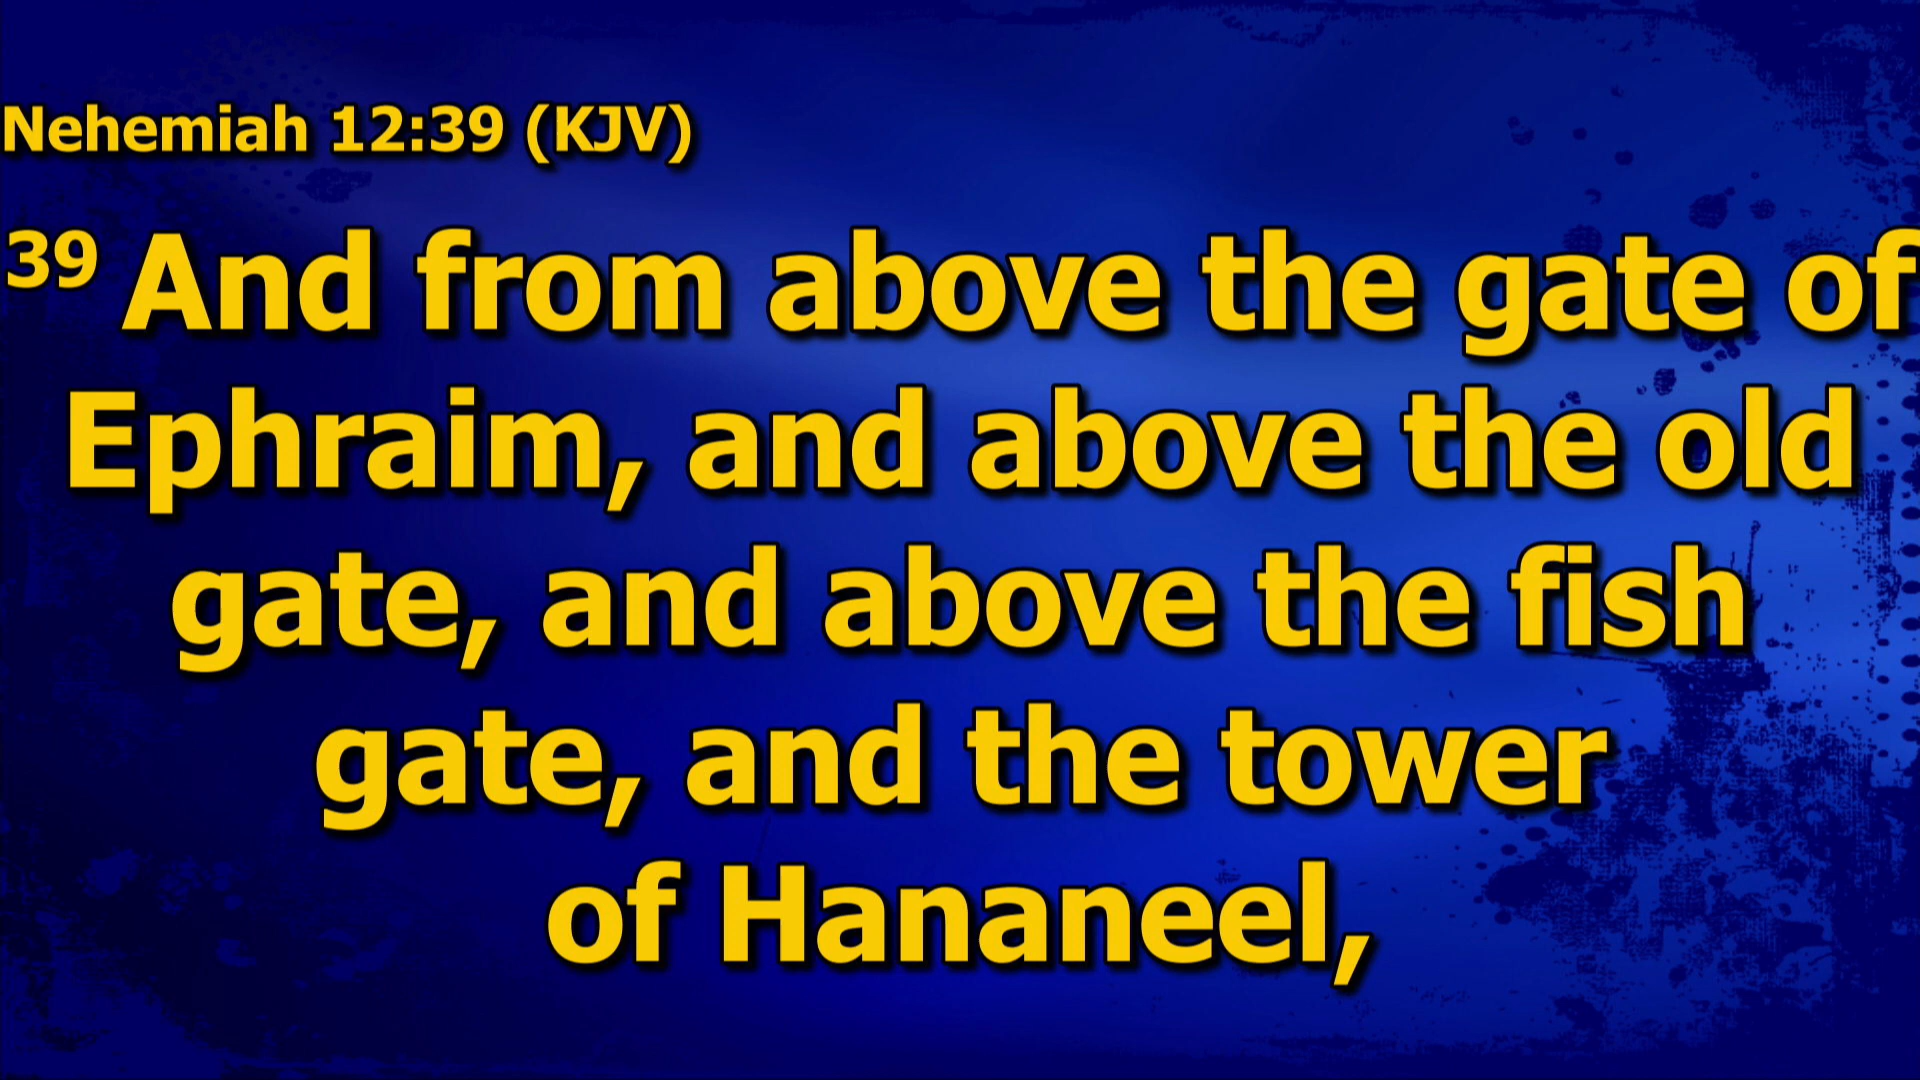 Nehemiah 12:39 (KJV)
39 And from above the gate of
Ephraim, and above the old
gate, and above the fish
gate, and the tower
of Hananeel,